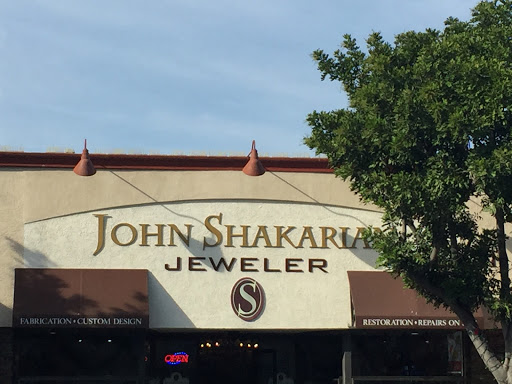 JOHN SHAKARIA
JEWELER
S
FABRICATION • CUSTOM DESIGN
RESTORATION • REPAIRS ON
OPEN